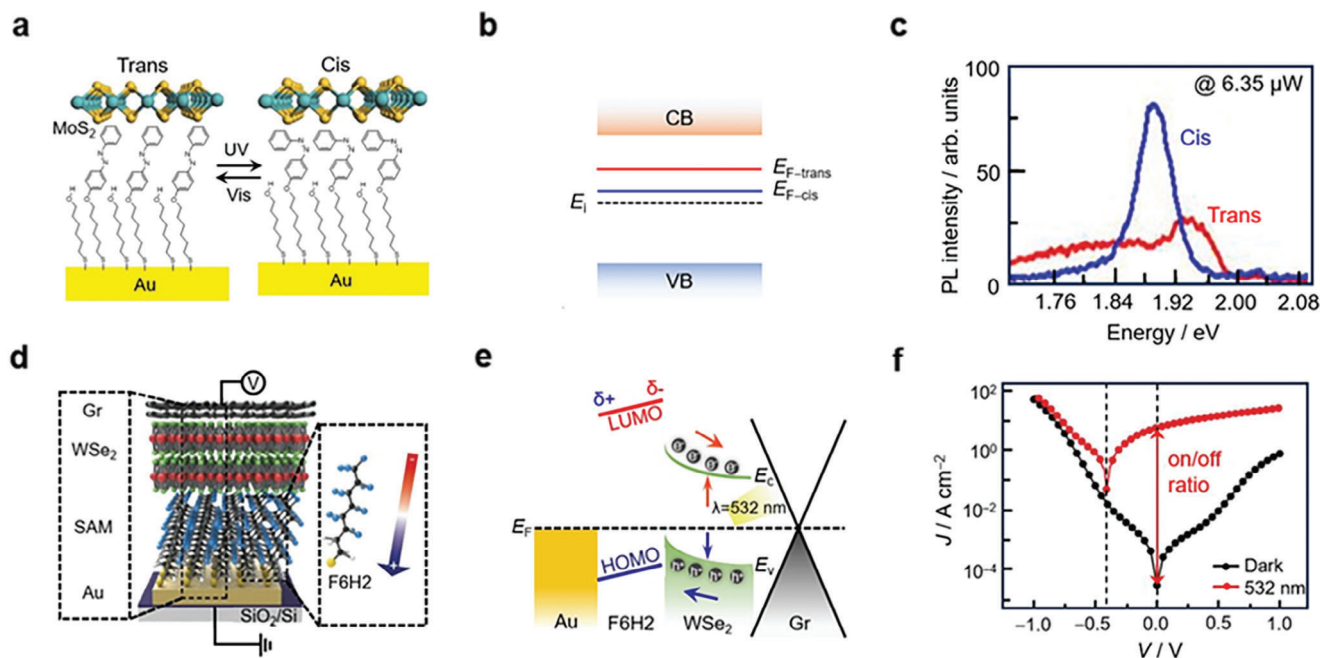 a
Trans
Cis
MoS2
UV
Vis
N
N
N
N
N
N
N
N
N
N
N
N
H
O
O
H
O
O
H
O
O
H
O
O
H
O
O
Au
Au
b
CB
EF-trans
EF-cis
Ei
VB
c
@ 6.35 μW
Cis
Trans
PL intensity / arb. units
100
75
50
25
0
1.76
1.84
1.92
2.00
2.08
Energy / eV
d
V
Gr
WSe2
SAM
Au
F6H2
SiO2/Si
-
+
e
δ+
δ-
LUMO
e-
e-
e-
e-
Ec
λ=532 nm
EF
HOMO
h+
h+
h+
h+
Ev
Au
F6H2
WSe2
Gr
f
J / A cm−2
10^2
10^0
10^−2
10^−4
on/off
ratio
Dark
532 nm
−1.0
−0.5
0.0
0.5
1.0
V / V